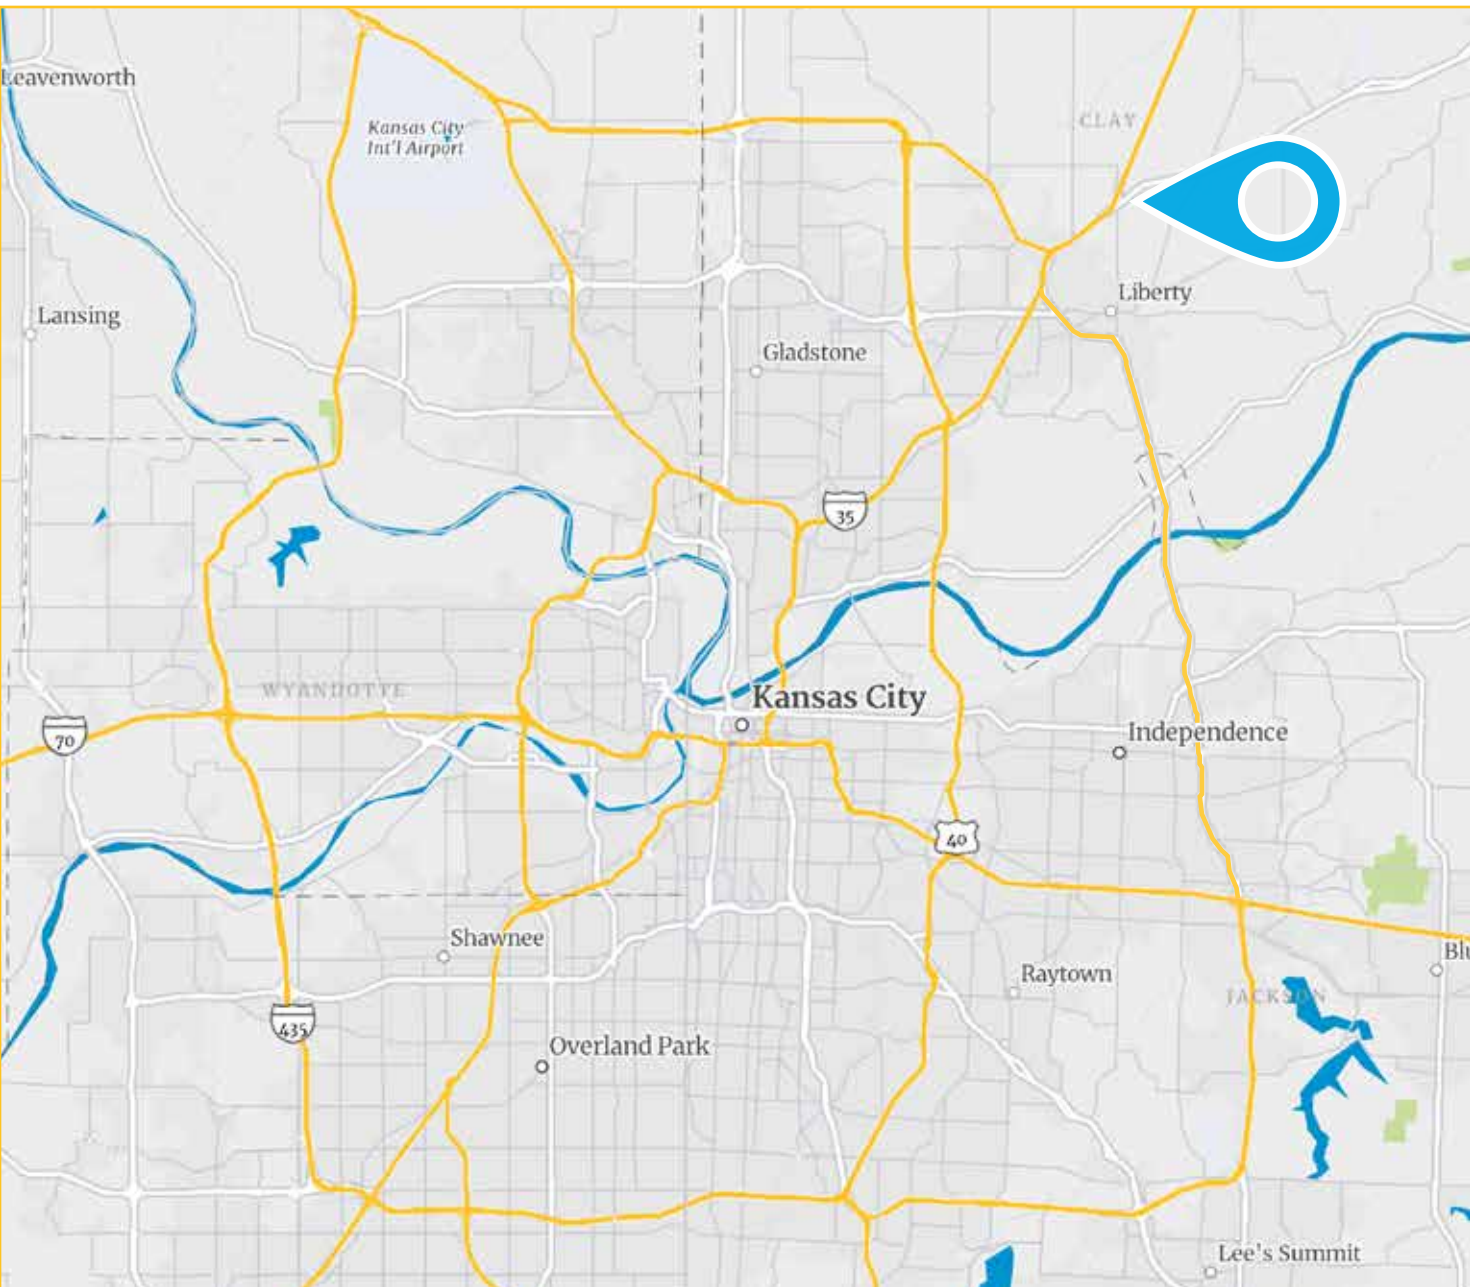 Leavenworth
CLAY
Kansas City
Int'l Airport
Liberty
Lansing
Gladstone
35
WYANDOTTE
Kansas City
70
Independence
40
Shawnee
Blu
Raytown
JACKSON
435
Overland Park
Lee's Summit